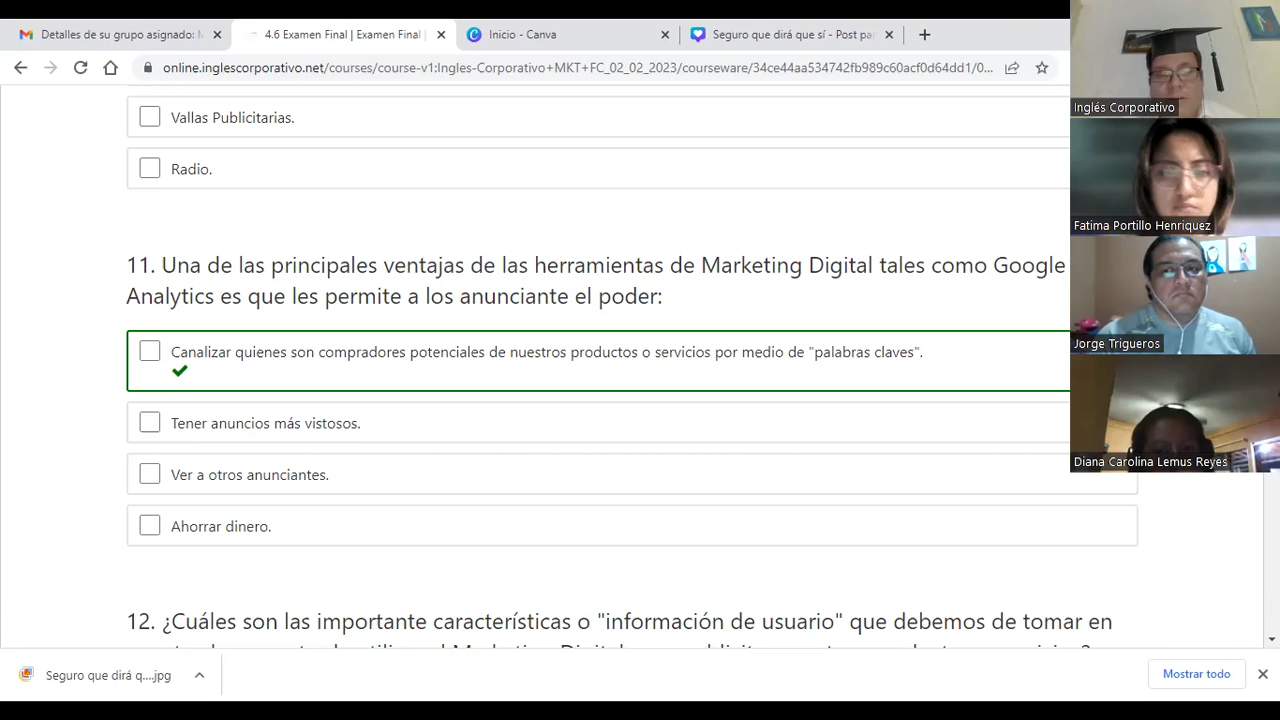 Detalles de su grupo asignado: M
4.6 Examen Final | Examen Final
Inicio - Canva
Seguro que dirá que sí - Post pa
online.inglescorporativo.net/courses/course-v1:Ingles-Corporativo+MKT+FC_02_02_2023/courseware/34ce44aa534742fb989c60acf0d64dd1/0...
Vallas Publicitarias.
Radio.
11. Una de las principales ventajas de las herramientas de Marketing Digital tales como Google
Analytics es que les permite a los anunciante el poder:
Canalizar quienes son compradores potenciales de nuestros productos o servicios por medio de "palabras claves".
Tener anuncios más vistosos.
Ver a otros anunciantes.
Ahorrar dinero.
12. ¿Cuáles son las importante características o "información de usuario" que debemos de tomar en
Seguro que dirá q....jpg
Mostrar todo
Inglés Corporativo
Fatima Portillo Henriquez
Jorge Trigueros
Diana Carolina Lemus Reyes